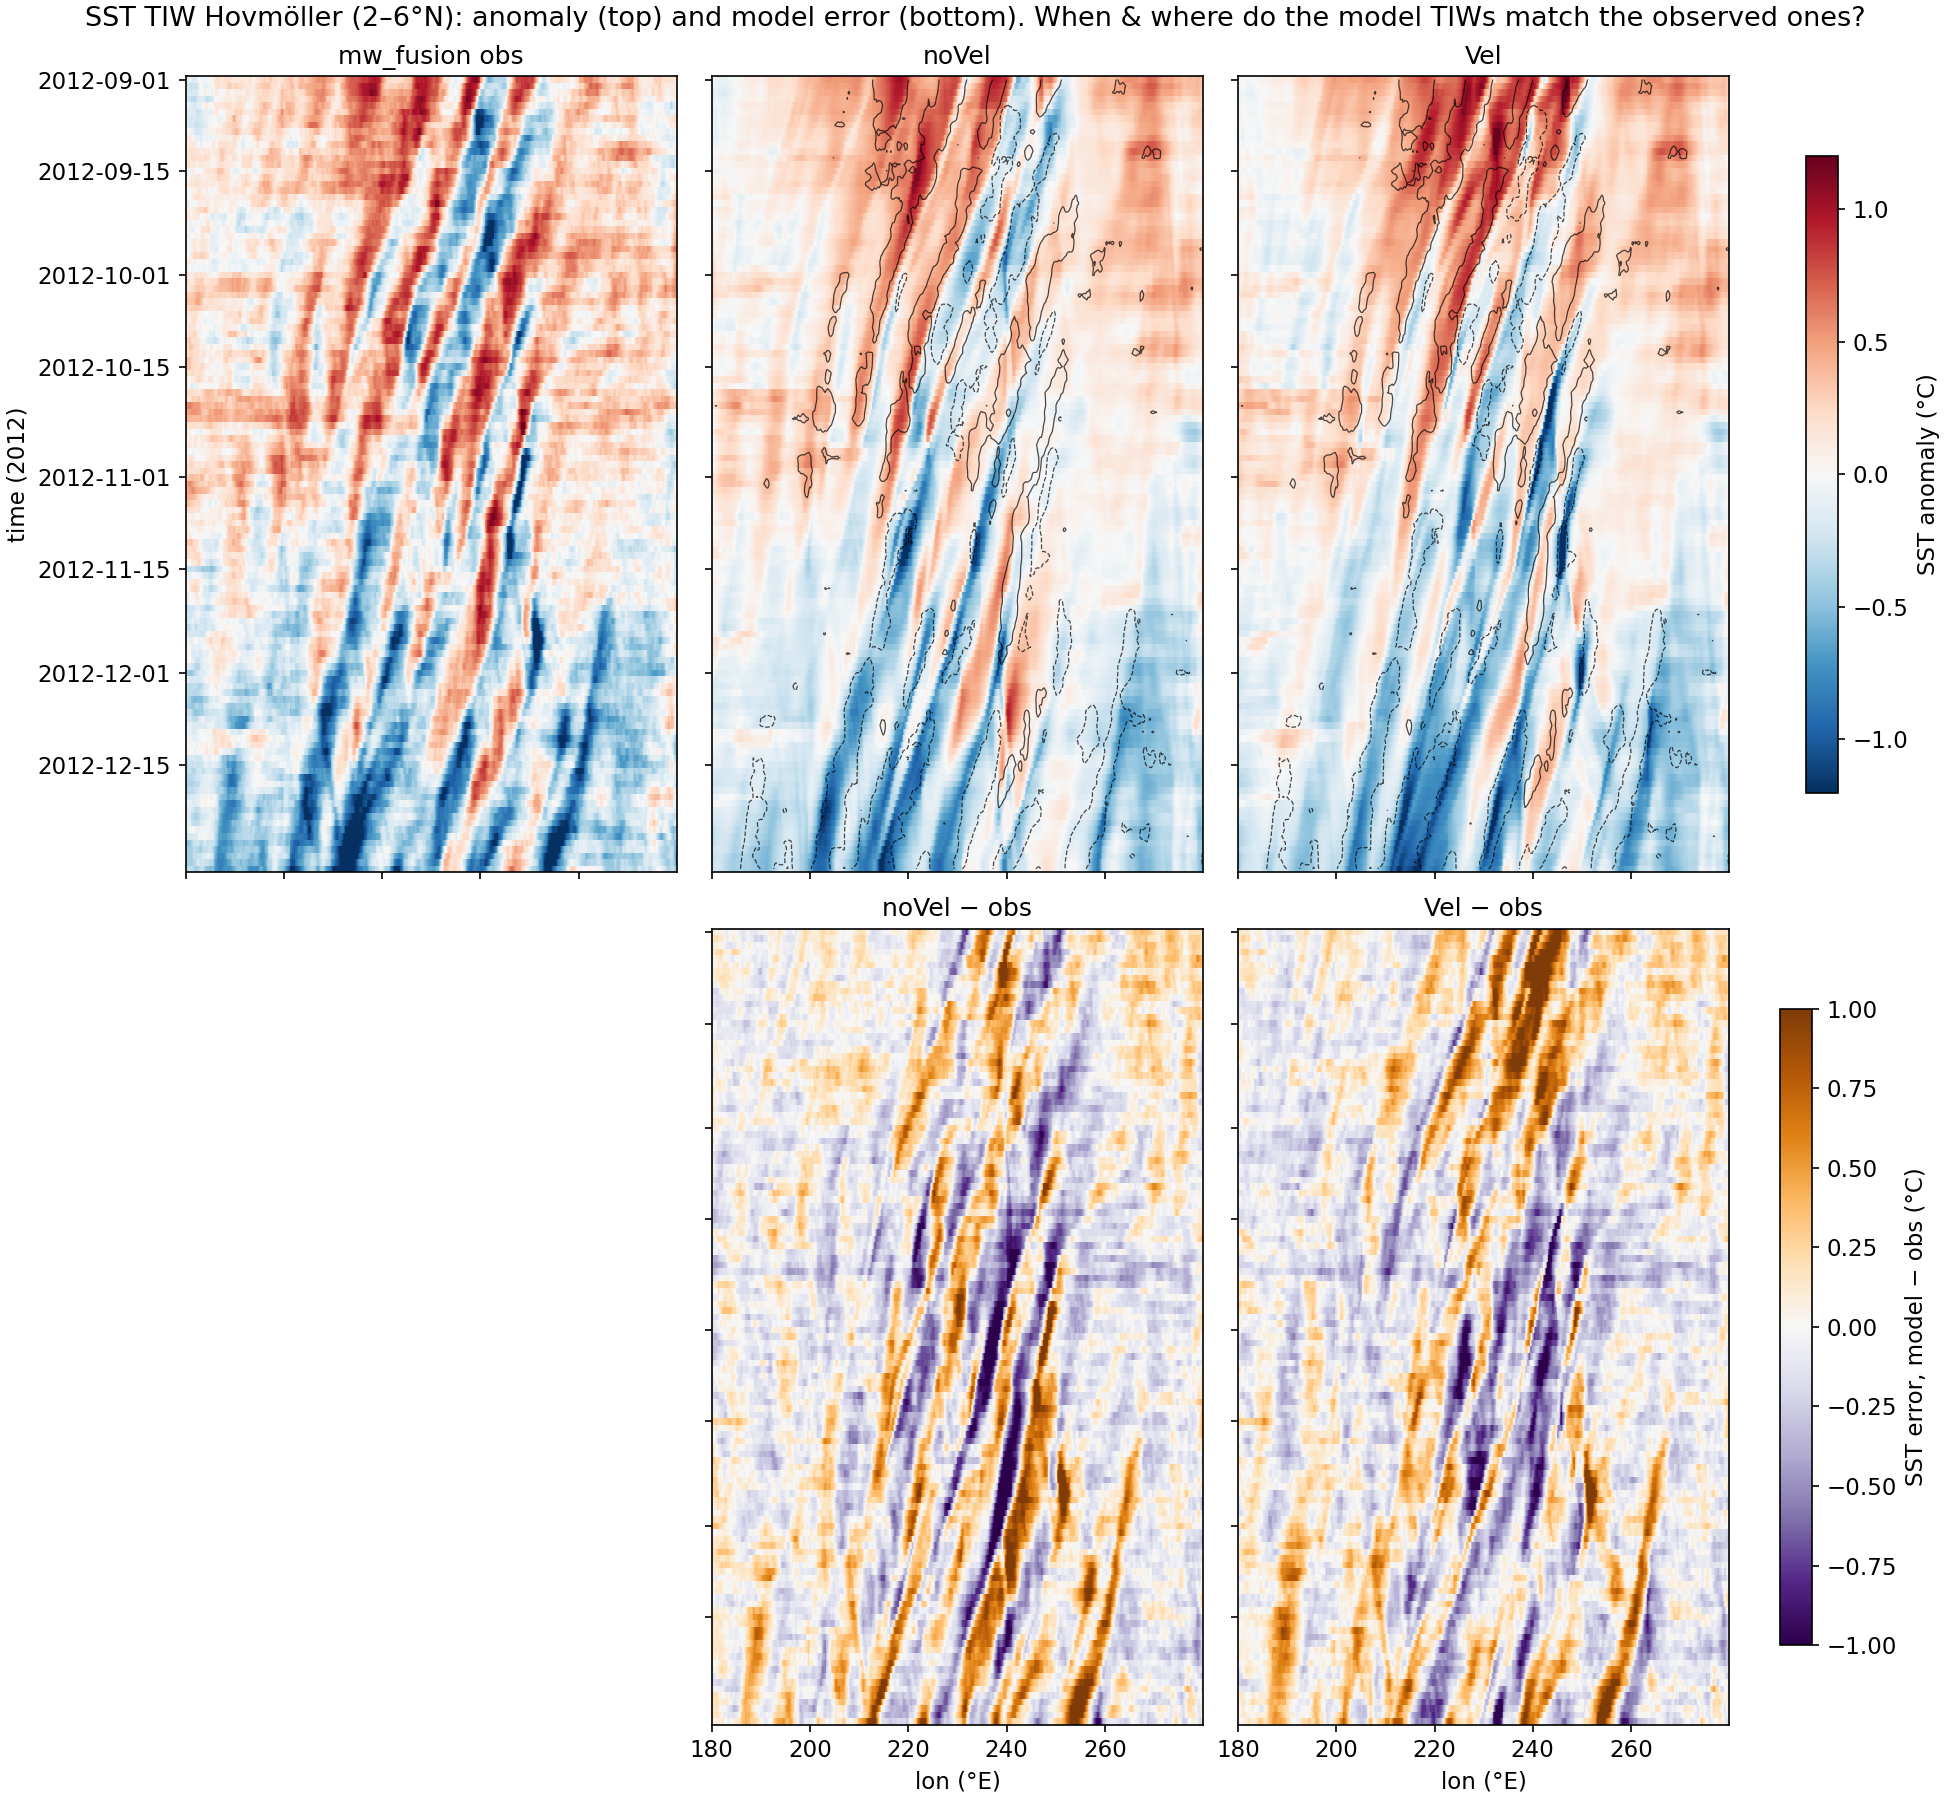 SST TIW Hovmöller (2–6°N): anomaly (top) and model error (bottom). When & where do the model TIWs match the observed ones?
mw_fusion obs
noVel
Vel
time (2012)
2012-09-01
2012-09-15
2012-10-01
2012-10-15
2012-11-01
2012-11-15
2012-12-01
2012-12-15
1.0
0.5
0.0
−0.5
−1.0
SST anomaly (°C)
noVel − obs
Vel − obs
1.00
0.75
0.50
0.25
0.00
−0.25
−0.50
−0.75
−1.00
SST error, model − obs (°C)
180 200 220 240 260
lon (°E)
180 200 220 240 260
lon (°E)